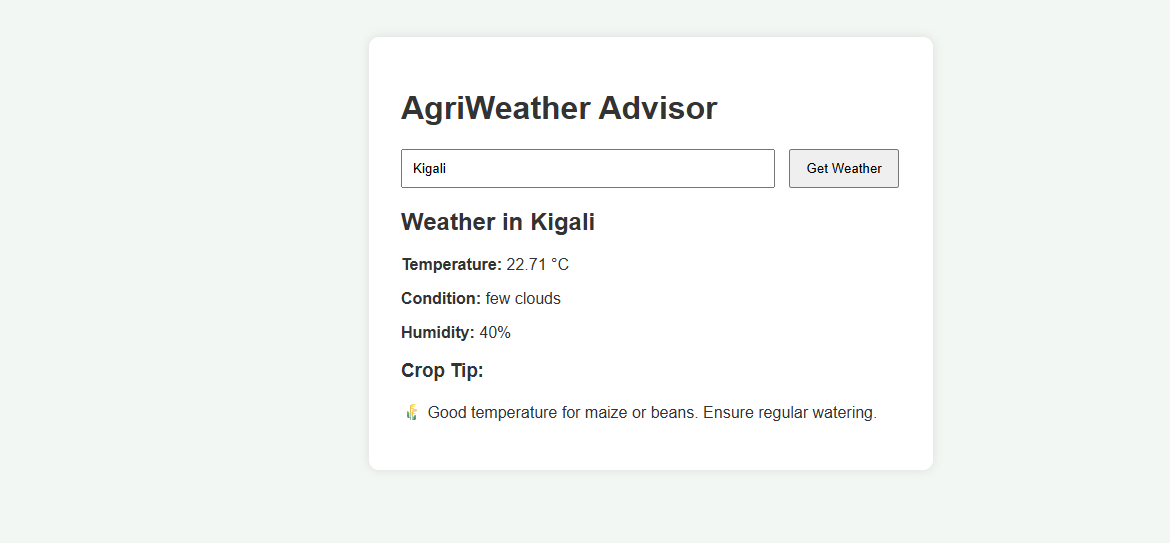 AgriWeather Advisor
Kigali
Get Weather
Weather in Kigali
Temperature: 22.71 °C
Condition: few clouds
Humidity: 40%
Crop Tip:
🌾 Good temperature for maize or beans. Ensure regular watering.